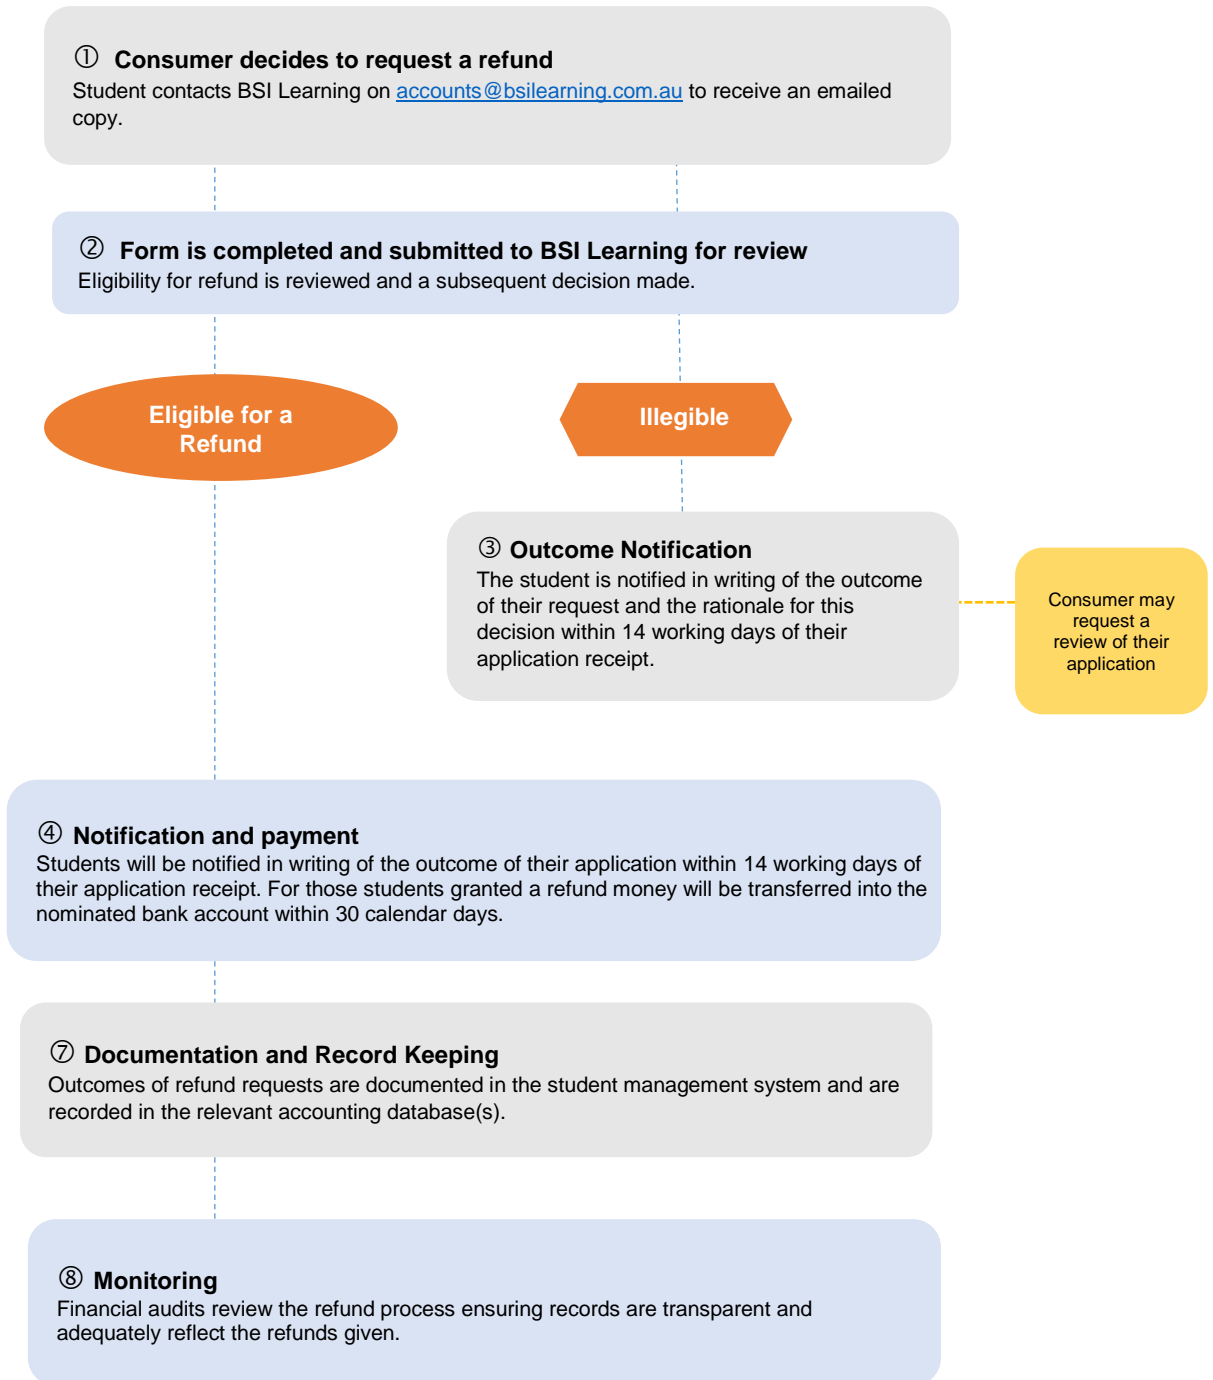 ① Consumer decides to request a refund
Student contacts BSI Learning on accounts@bsilearning.com.au to receive an emailed
copy.
② Form is completed and submitted to BSI Learning for review
Eligibility for refund is reviewed and a subsequent decision made.
Eligible for a
Refund
Illegible
③ Outcome Notification
The student is notified in writing of the outcome
of their request and the rationale for this
decision within 14 working days of their
application receipt.
Consumer may
request a
review of their
application
④ Notification and payment
Students will be notified in writing of the outcome of their application within 14 working days of
their application receipt. For those students granted a refund money will be transferred into the
nominated bank account within 30 calendar days.
⑦ Documentation and Record Keeping
Outcomes of refund requests are documented in the student management system and are
recorded in the relevant accounting database(s).
⑧ Monitoring
Financial audits review the refund process ensuring records are transparent and
adequately reflect the refunds given.